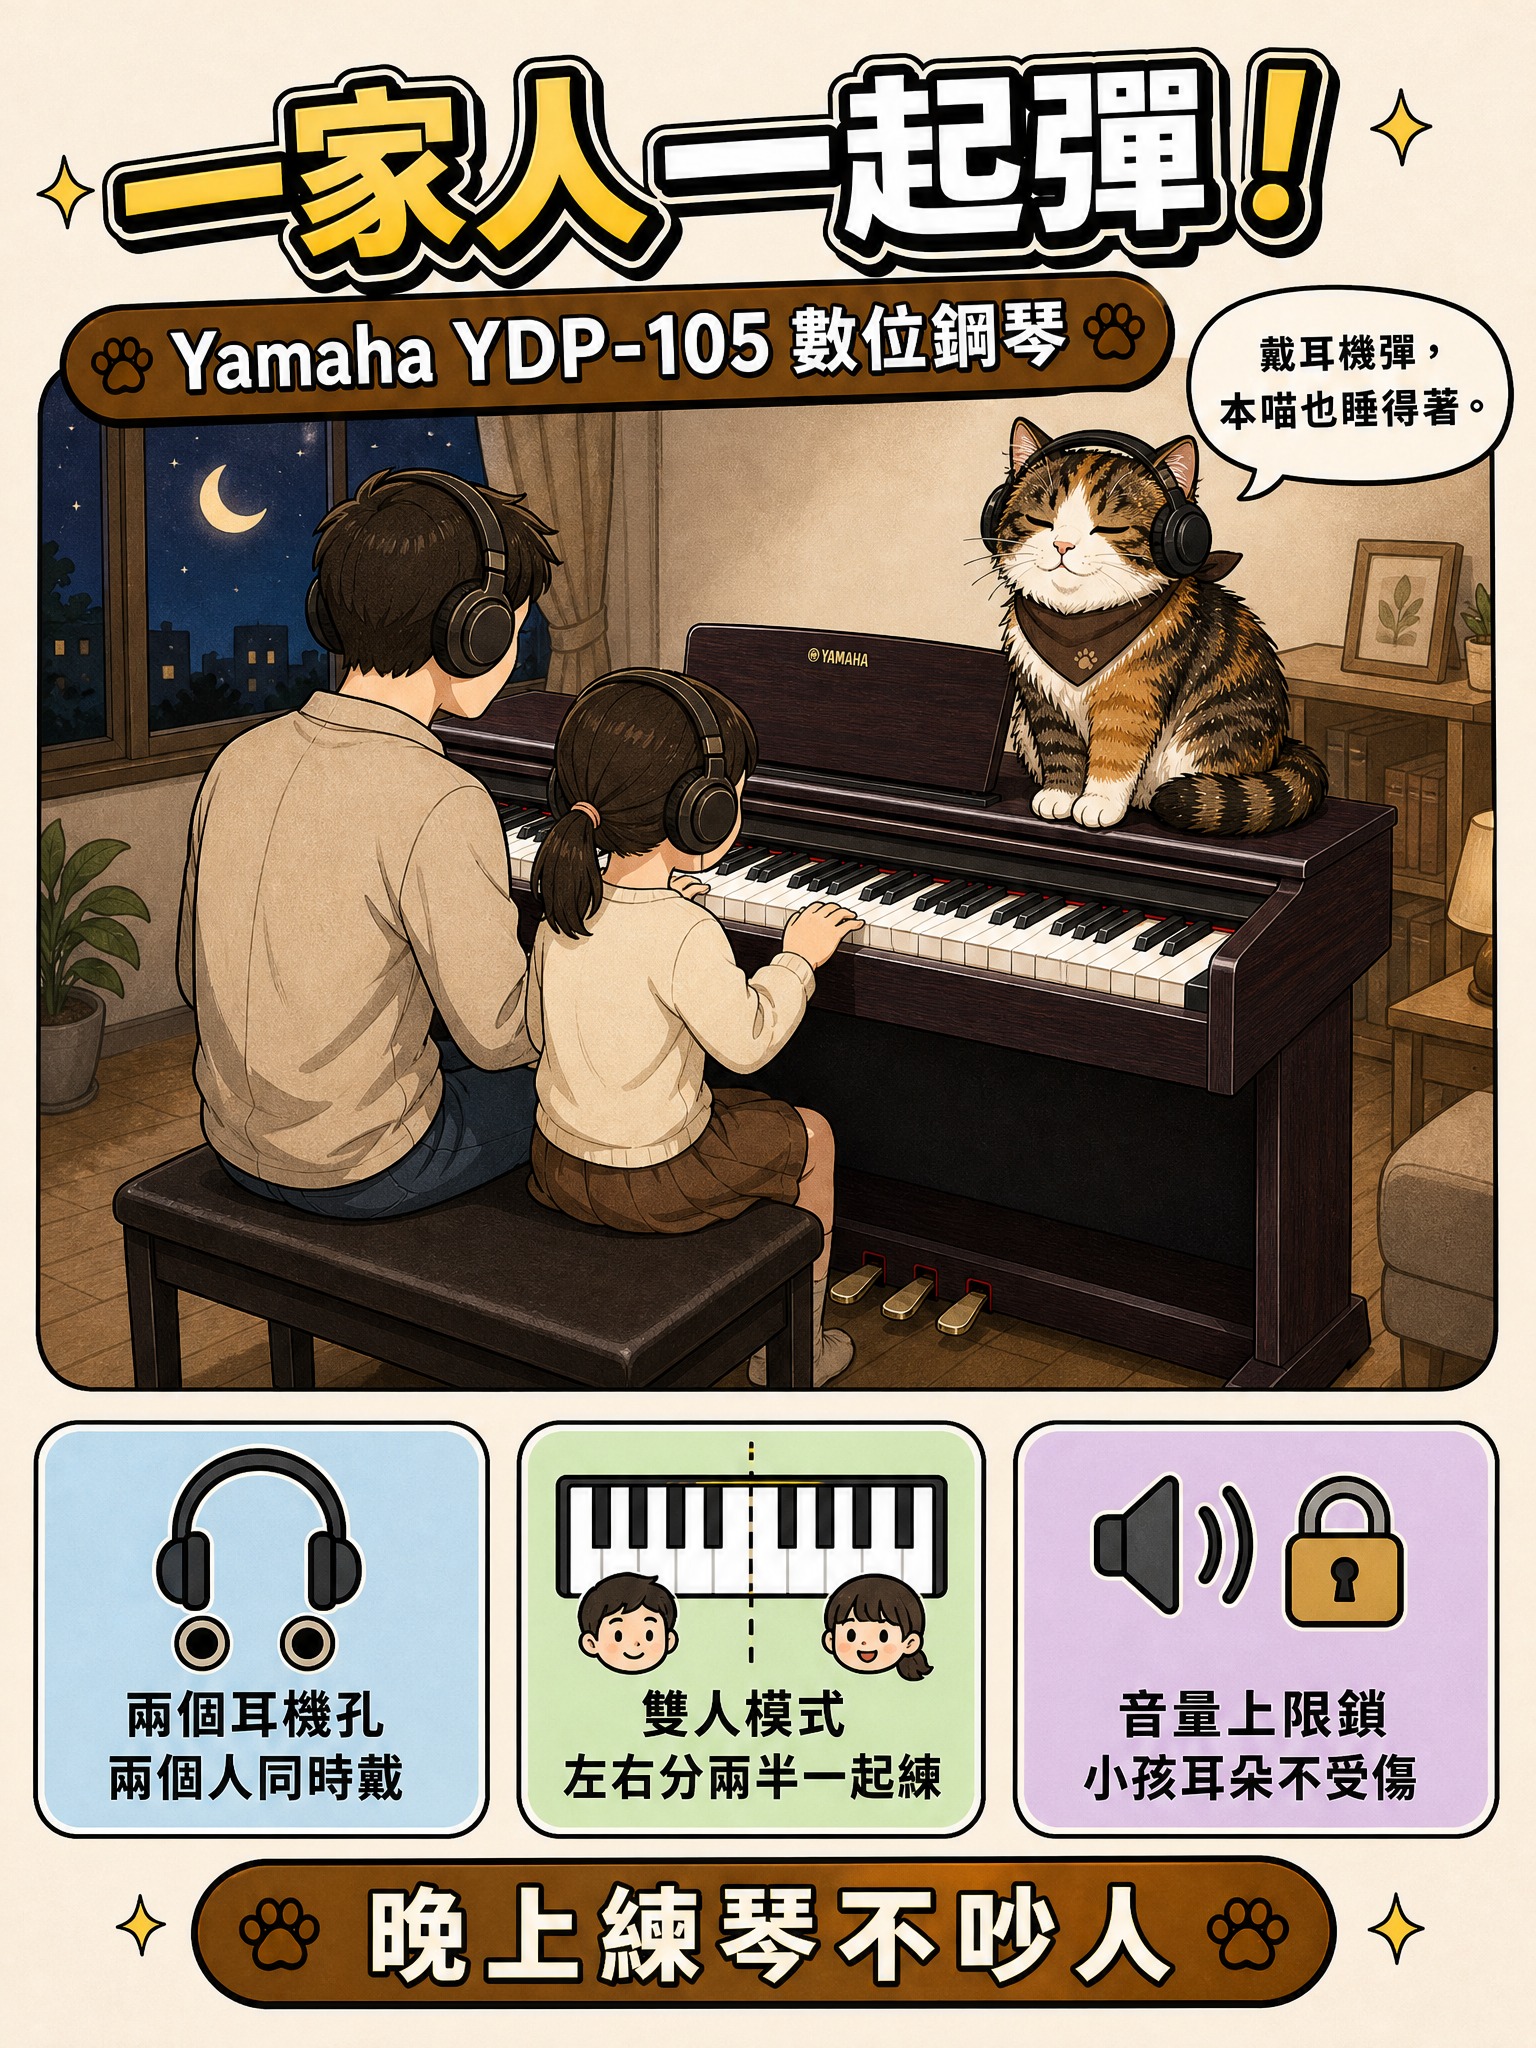 一家人一起彈！
Yamaha YDP-105 數位鋼琴
戴耳機彈，
本喵也睡得著。
YAMAHA
兩個耳機孔
兩個人同時戴
雙人模式
左右分兩半一起練
音量上限鎖
小孩耳朵不受傷
晚上練琴不吵人